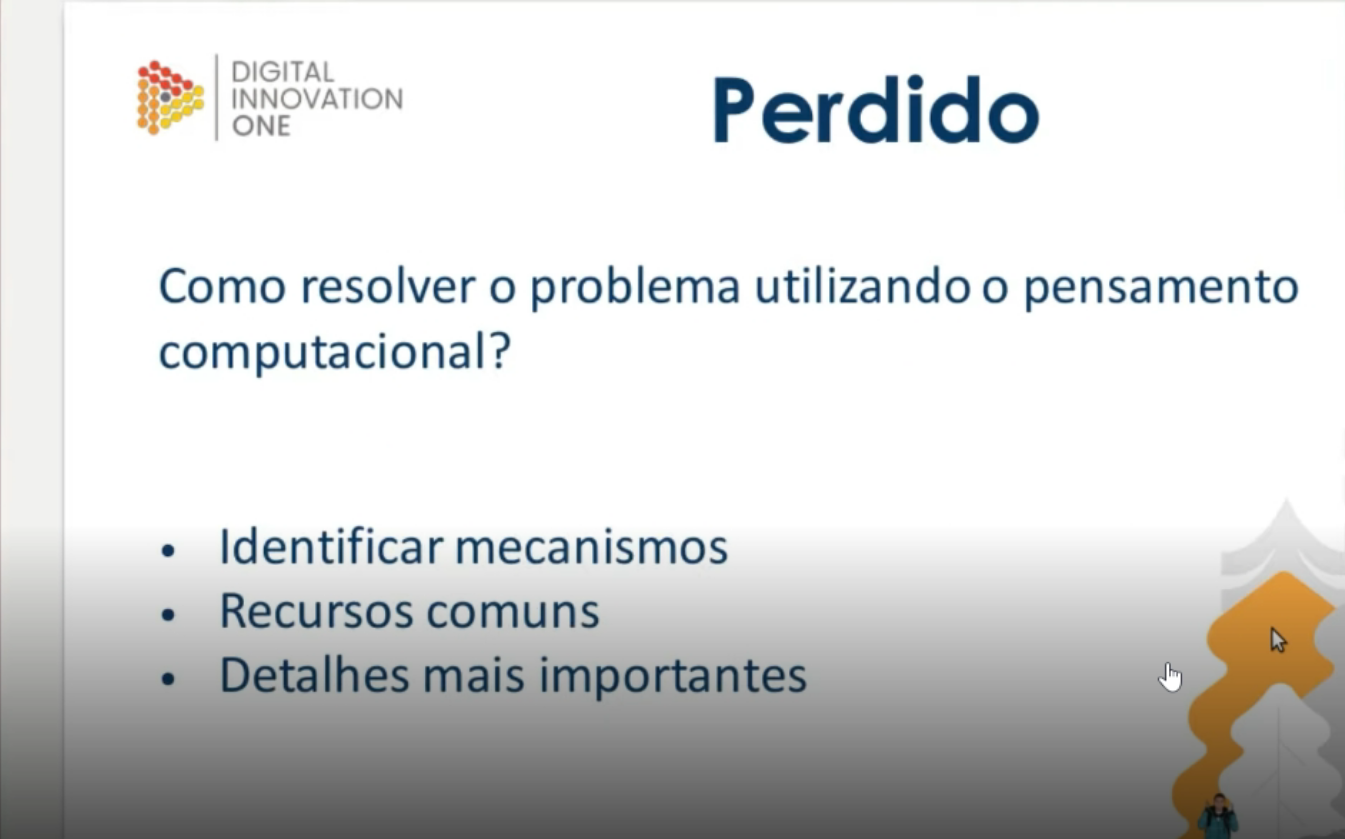 DIGITAL
INNOVATION
ONE
Perdido
Como resolver o problema utilizando o pensamento
computacional?
• Identificar mecanismos
• Recursos comuns
• Detalhes mais importantes